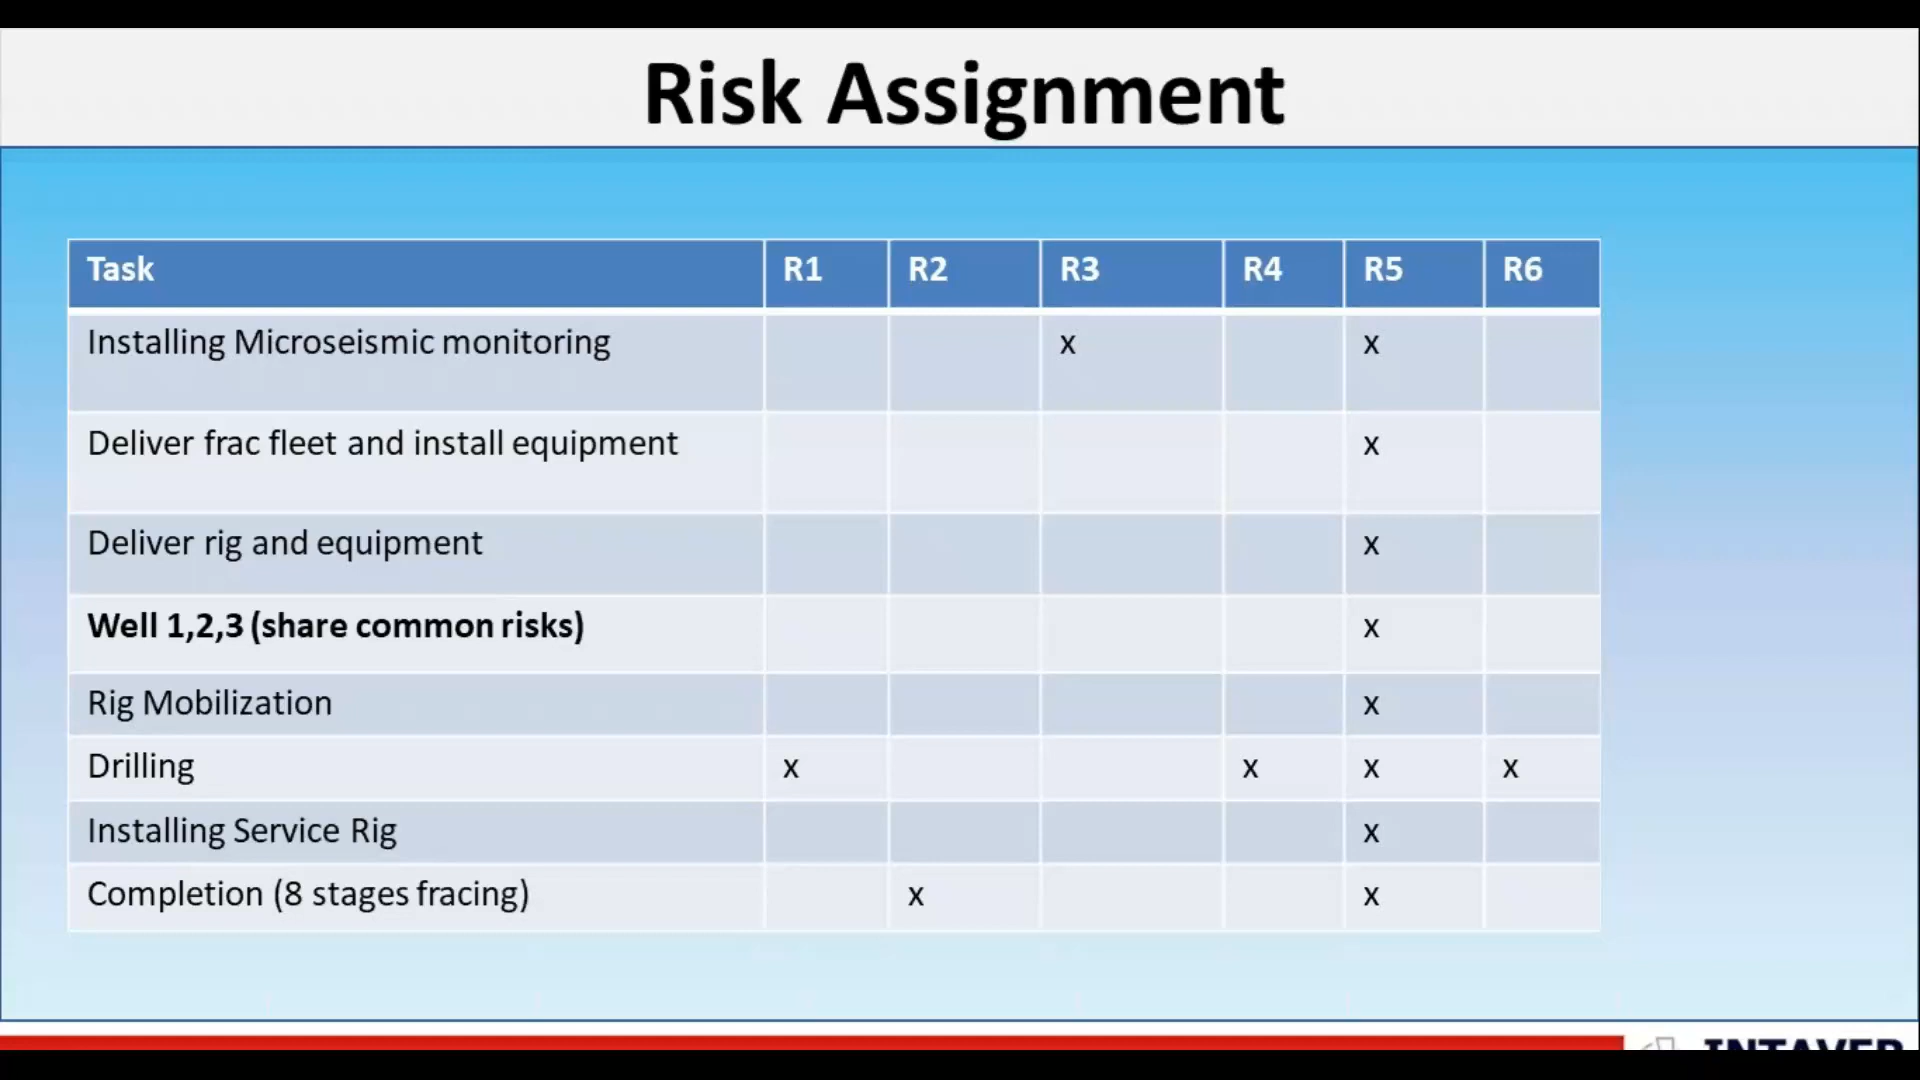 Risk Assignment
Task R1 R2 R3 R4 R5 R6
Installing Microseismic monitoring x x
Deliver frac fleet and install equipment x
Deliver rig and equipment x
Well 1,2,3 (share common risks) x
Rig Mobilization x
Drilling x x x x
Installing Service Rig x
Completion (8 stages fracing) x x
INTAVER